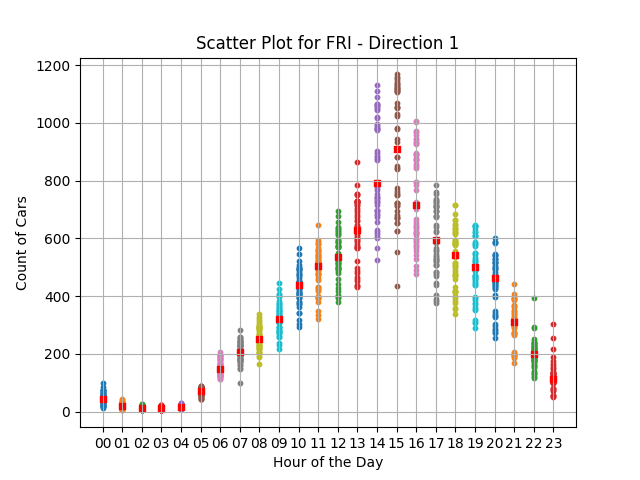 Scatter Plot for FRI - Direction 1
1200
1000
800
600
400
200
0
Count of Cars
00 01 02 03 04 05 06 07 08 09 10 11 12 13 14 15 16 17 18 19 20 21 22 23
Hour of the Day